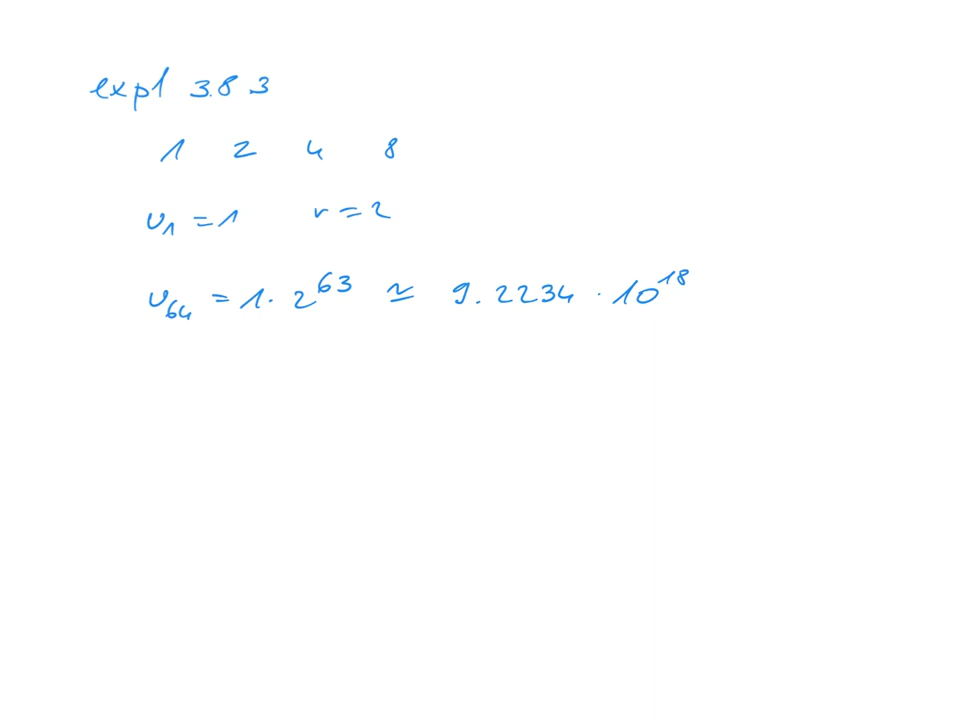 expl 3.8 3
1 2 4 8
u₁ = 1 r = 2
u₆₄ = 1 · 2⁶³ ≃ 9.2234 · 10¹⁸